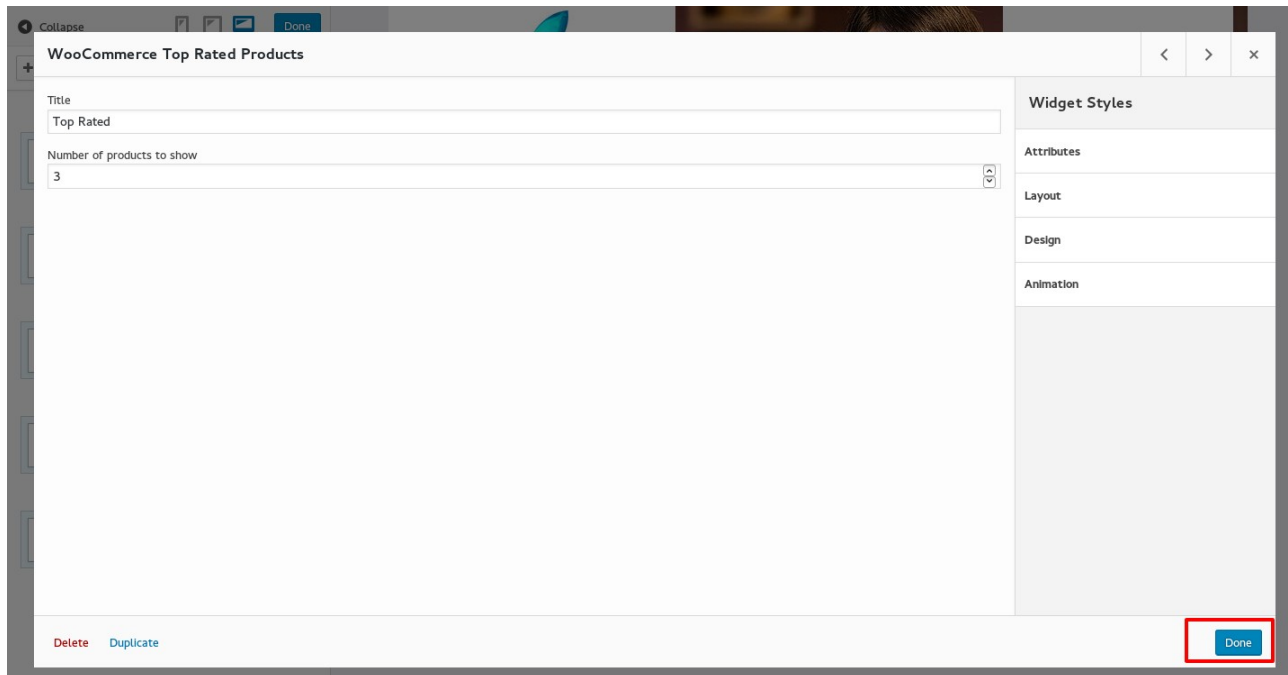 Collapse
Done
WooCommerce Top Rated Products
Title
Top Rated
Number of products to show
3
Widget Styles
Attributes
Layout
Design
Animation
Delete Duplicate
Done